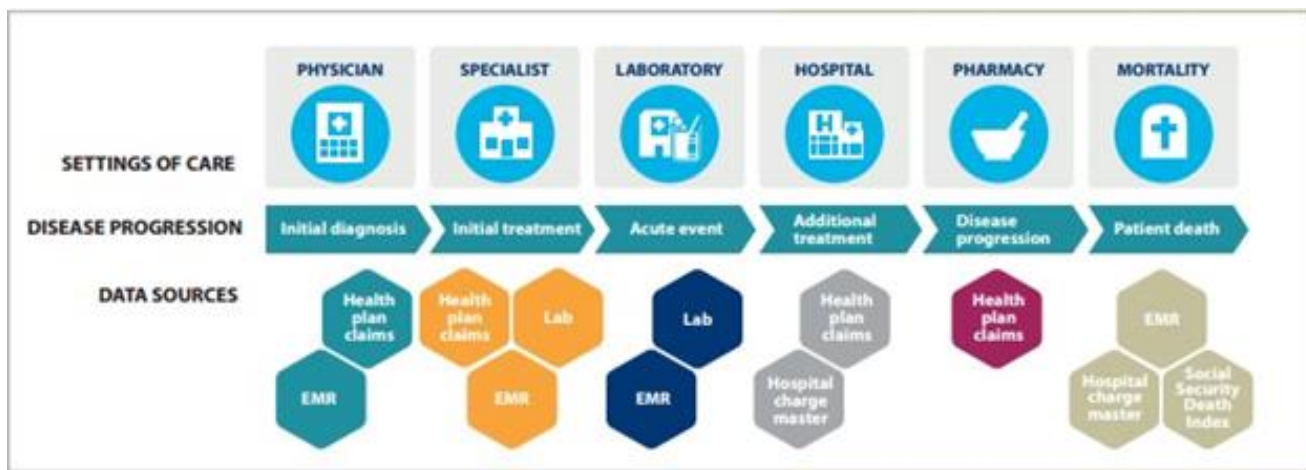 PHYSICIAN
SPECIALIST
LABORATORY
HOSPITAL
PHARMACY
MORTALITY
H
SETTINGS OF CARE
DISEASE PROGRESSION
Initial diagnosis
Initial treatment
Acute event
Additional
treatment
Disease
progression
Patient death
DATA SOURCES
Health
plan
claims
EMR
Health
plan
claims
Lab
EMR
Lab
EMR
Health
plan
claims
Hospital
charge
master
Health
plan
claims
EMR
Hospital
charge
master
Social
Security
Death
Index